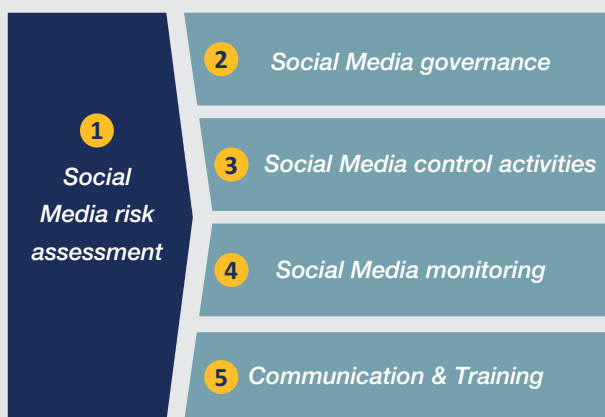 1
Social
Media risk
assessment
2 Social Media governance
3 Social Media control activities
4 Social Media monitoring
5 Communication & Training